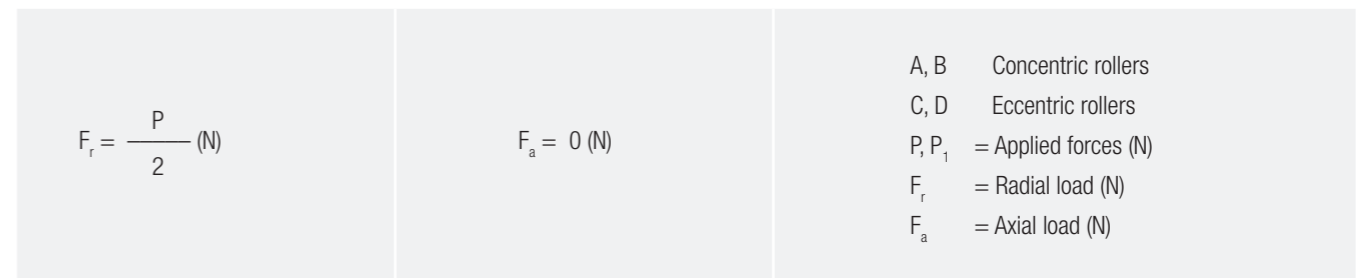 F_r = P/2 (N)
F_a = 0 (N)
A, B Concentric rollers
C, D Eccentric rollers
P, P_1 = Applied forces (N)
F_r = Radial load (N)
F_a = Axial load (N)